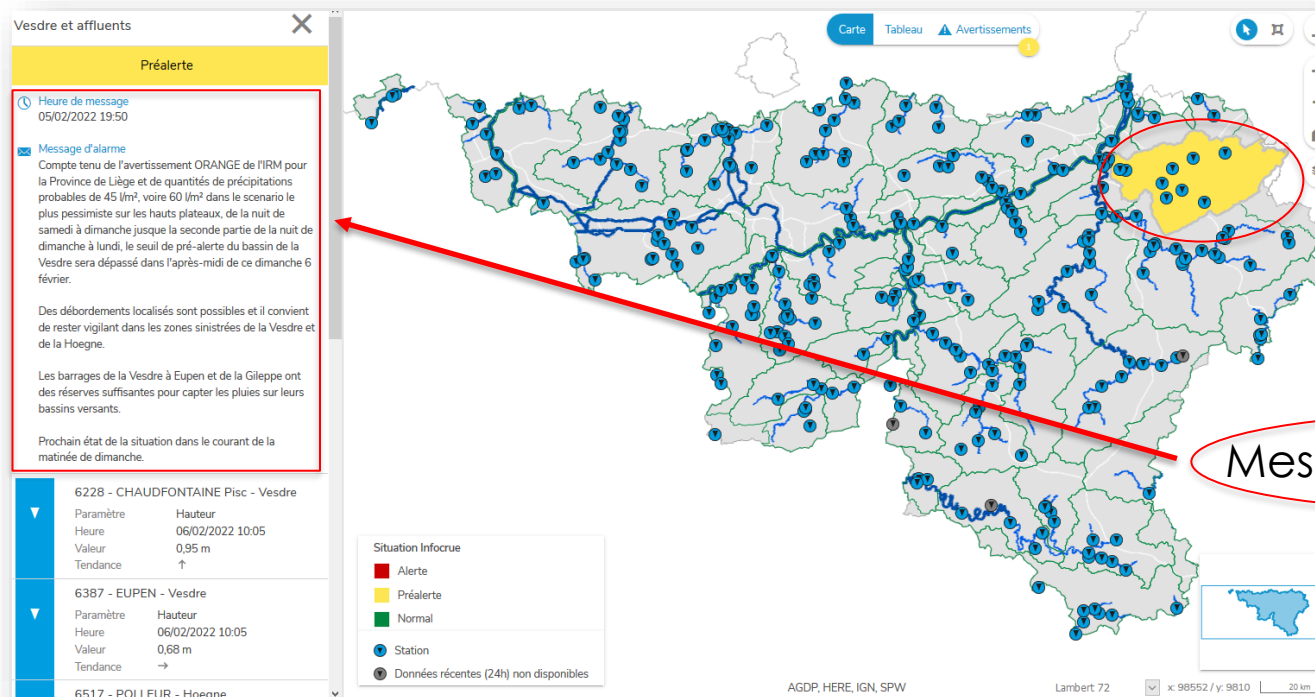 Vesdre et affluents
Préalerte
Heure de message
05/02/2022 19:50
Message d'alarme
Compte tenu de l'avertissement ORANGE de l'IRM pour
la Province de Liège et de quantités de précipitations
probables de 45 l/m², voire 60 l/m² dans le scenario le
plus pessimiste sur les hauts plateaux, de la nuit de
samedi à dimanche jusque la seconde partie de la nuit de
dimanche à lundi, le seuil de pré-alerte du bassin de la
Vesdre sera dépassé dans l'après-midi de ce dimanche 6
février.
Des débordements localisés sont possibles et il convient
de rester vigilant dans les zones sinistrées de la Vesdre et
de la Hoegne.
Les barrages de la Vesdre à Eupen et de la Gileppe ont
des réserves suffisantes pour capter les pluies sur leurs
bassins versants.
Prochain état de la situation dans le courant de la
matinée de dimanche.
6228 - CHAUDFONTAINE Pisc - Vesdre
Paramètre Hauteur
Heure 06/02/2022 10:05
Valeur 0,95 m
Tendance ↑
6387 - EUPEN - Vesdre
Paramètre Hauteur
Heure 06/02/2022 10:05
Valeur 0,68 m
Tendance →
6517 - POLLEUR - Hoegne
Carte Tableau Avertissements
1
Mes
Situation Infocrue
Alerte
Préalerte
Normal
Station
Données récentes (24h) non disponibles
AGDP, HERE, IGN, SPW
Lambert 72
x: 98552 / y: 9810
20 km